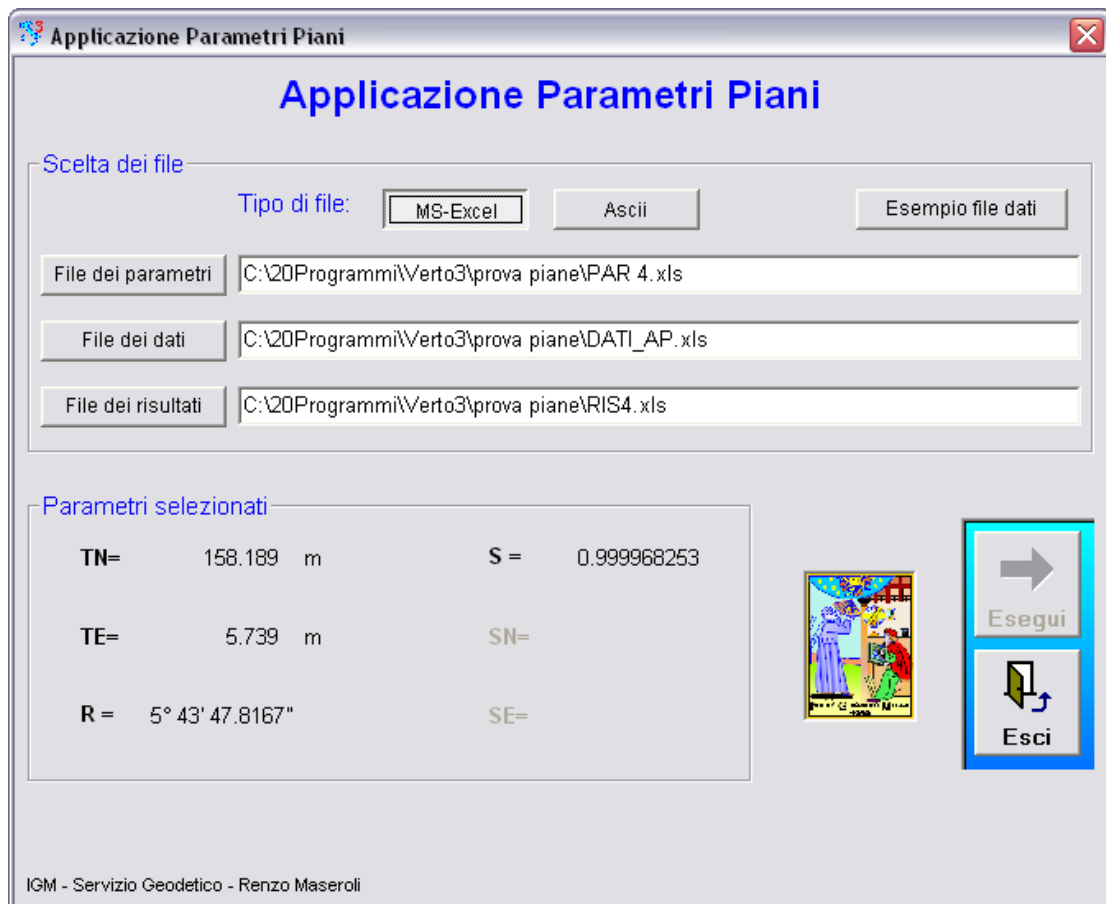 Applicazione Parametri Piani
Applicazione Parametri Piani
Scelta dei file
Tipo di file: MS-Excel Ascii Esempio file dati
File dei parametri C:\20Programmi\Verto3\prova piane\PAR 4.xls
File dei dati C:\20Programmi\Verto3\prova piane\DATI_AP.xls
File dei risultati C:\20Programmi\Verto3\prova piane\RIS4.xls
Parametri selezionati
TN= 158.189 m S = 0.999968253
TE= 5.739 m SN=
R = 5° 43' 47.8167" SE=
Esegui
Esci
IGM - Servizio Geodetico - Renzo Maseroli